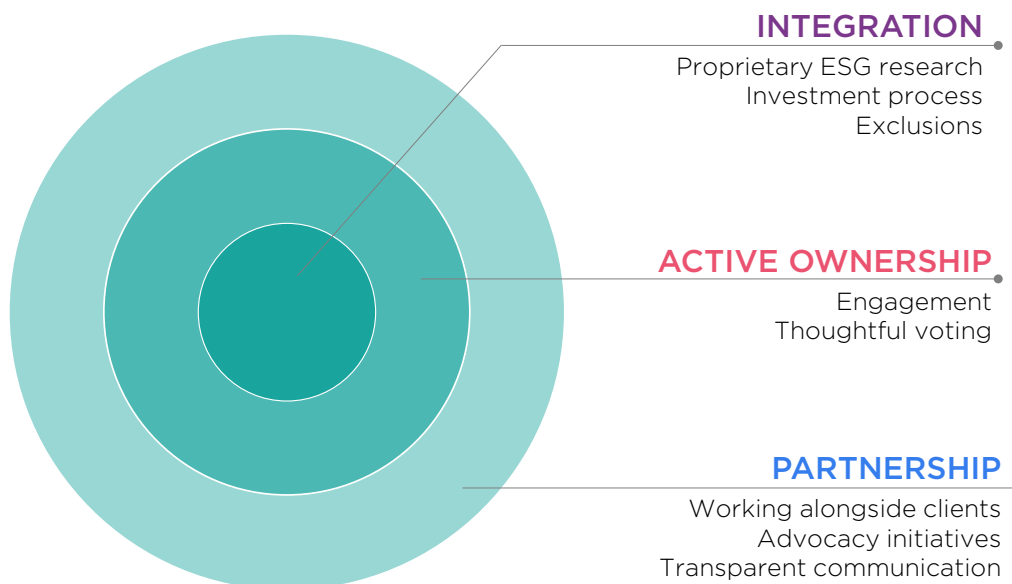 INTEGRATION
Proprietary ESG research
Investment process
Exclusions
ACTIVE OWNERSHIP
Engagement
Thoughtful voting
PARTNERSHIP
Working alongside clients
Advocacy initiatives
Transparent communication